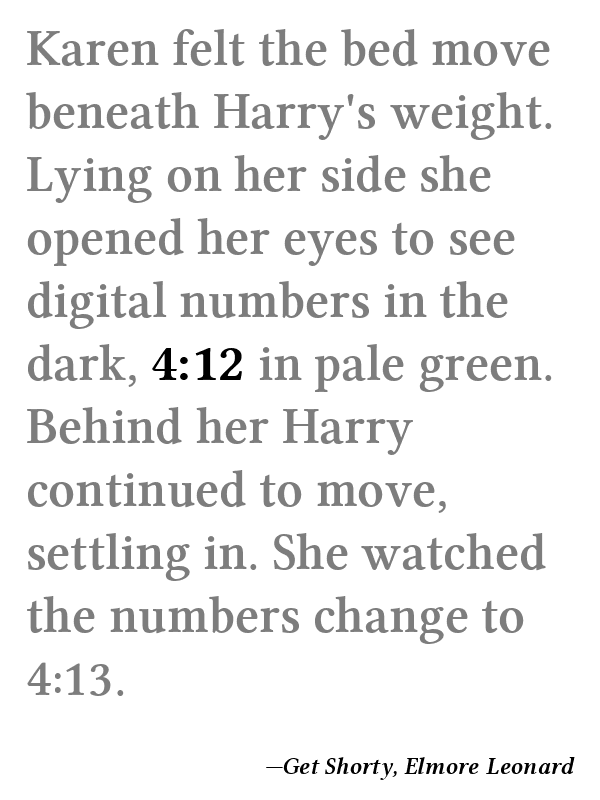 Karen felt the bed move
beneath Harry's weight.
Lying on her side she
opened her eyes to see
digital numbers in the
dark, 4:12 in pale green.
Behind her Harry
continued to move,
settling in. She watched
the numbers change to
4:13.
—Get Shorty, Elmore Leonard